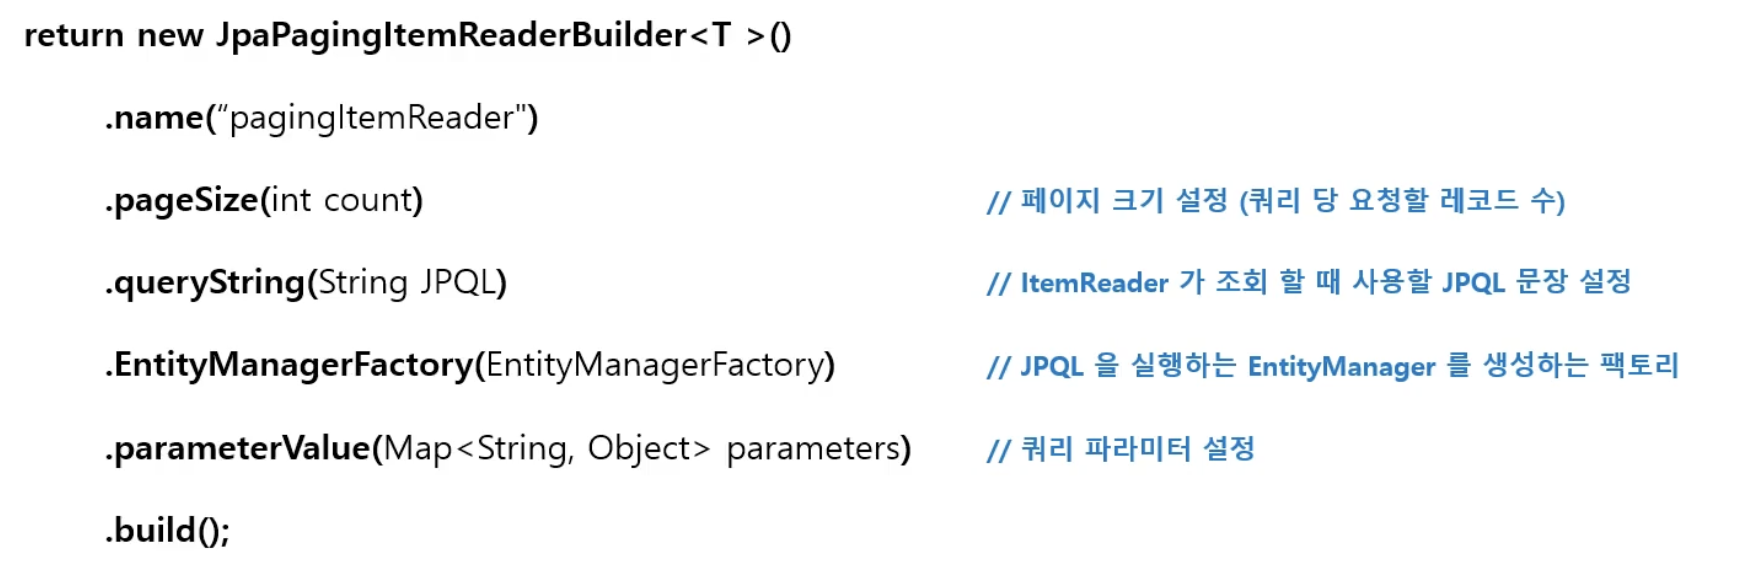 return new JpaPagingItemReaderBuilder<T >()
.name(“pagingItemReader")
.pageSize(int count) // 페이지 크기 설정 (쿼리 당 요청할 레코드 수)
.queryString(String JPQL) // ItemReader 가 조회 할 때 사용할 JPQL 문장 설정
.EntityManagerFactory(EntityManagerFactory) // JPQL 을 실행하는 EntityManager 를 생성하는 팩토리
.parameterValue(Map<String, Object> parameters) // 쿼리 파라미터 설정
.build();